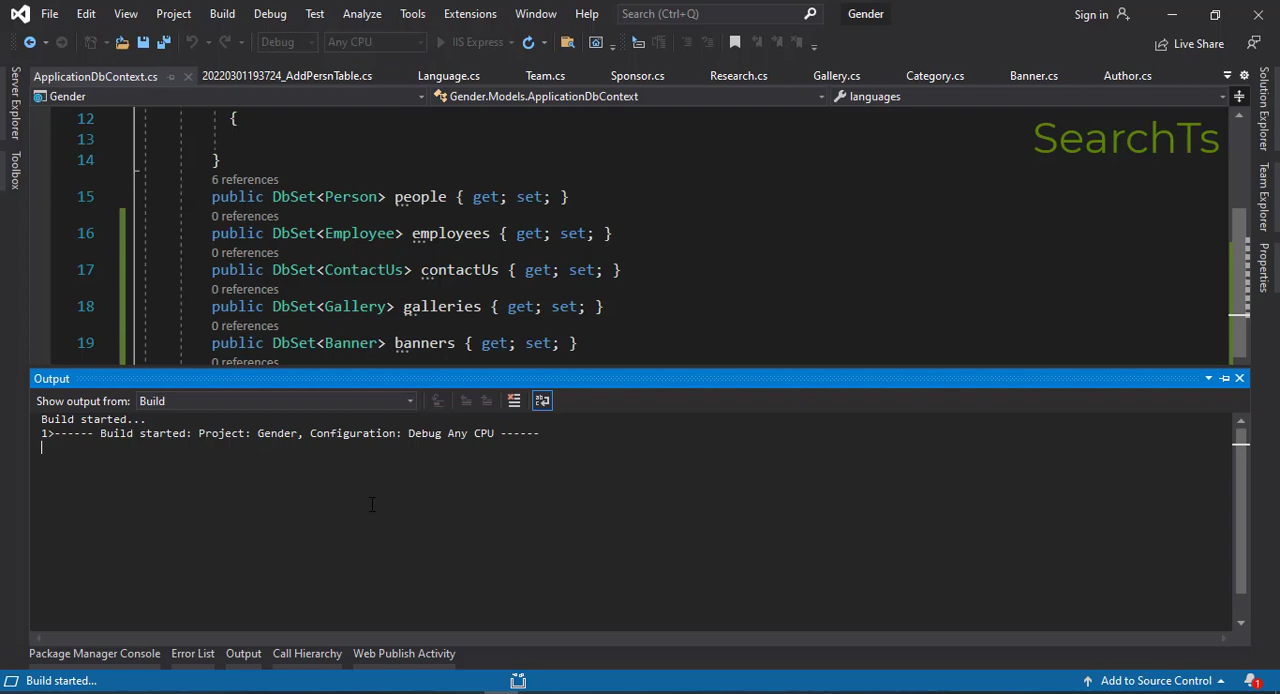 File Edit View Project Build Debug Test Analyze Tools Extensions Window Help Search (Ctrl+Q) Gender Sign in
Debug Any CPU IIS Express Live Share
ApplicationDbContext.cs 20220301193724_AddPersnTable.cs Language.cs Team.cs Sponsor.cs Research.cs Gallery.cs Category.cs Banner.cs Author.cs
Gender Gender.Models.ApplicationDbContext languages
Server Explorer
Toolbox
Solution Explorer
Team Explorer
Properties
SearchTs
12 {
13
14 }
6 references
15 public DbSet<Person> people { get; set; }
0 references
16 public DbSet<Employee> employees { get; set; }
0 references
17 public DbSet<ContactUs> contactUs { get; set; }
0 references
18 public DbSet<Gallery> galleries { get; set; }
0 references
19 public DbSet<Banner> banners { get; set; }
0 references
Output
Show output from: Build
Build started...
1>------ Build started: Project: Gender, Configuration: Debug Any CPU ------
Package Manager Console Error List Output Call Hierarchy Web Publish Activity
Build started... Add to Source Control 1